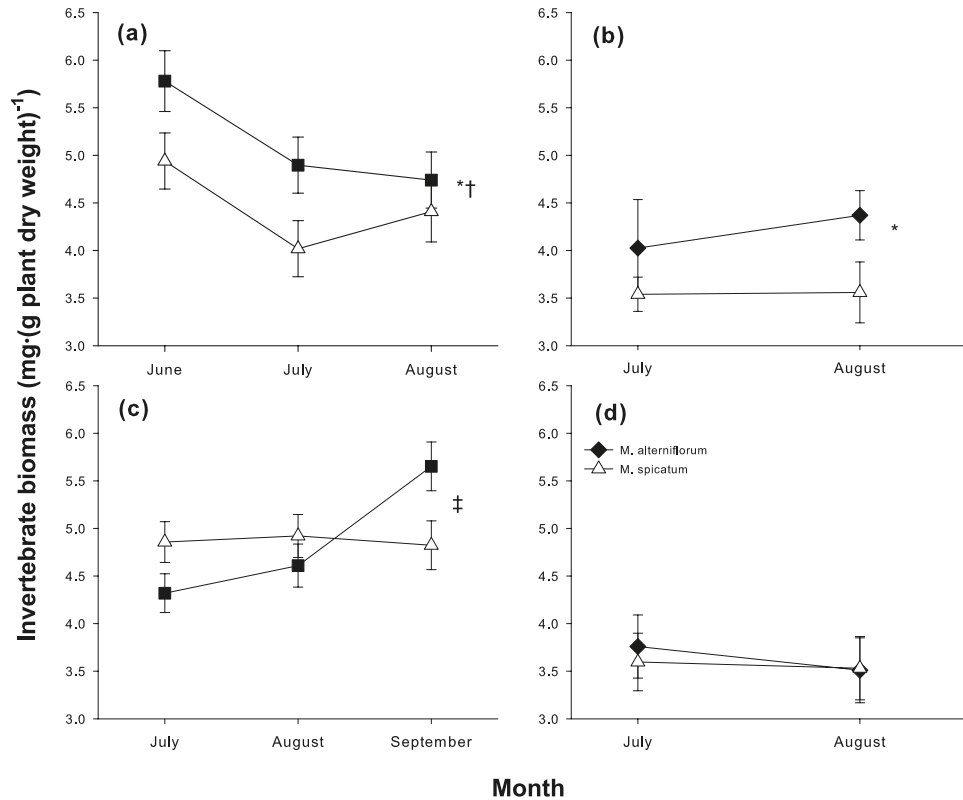 Invertebrate biomass (mg·(g plant dry weight)⁻¹)
(a)
6.5
6.0
5.5
5.0
4.5
4.0
3.5
3.0
*†
June July August
(b)
6.5
6.0
5.5
5.0
4.5
4.0
3.5
3.0
*
July August
(c)
6.5
6.0
5.5
5.0
4.5
4.0
3.5
3.0
‡
July August September
(d)
6.5
6.0
5.5
5.0
4.5
4.0
3.5
3.0
M. alterniflorum
M. spicatum
July August
Month